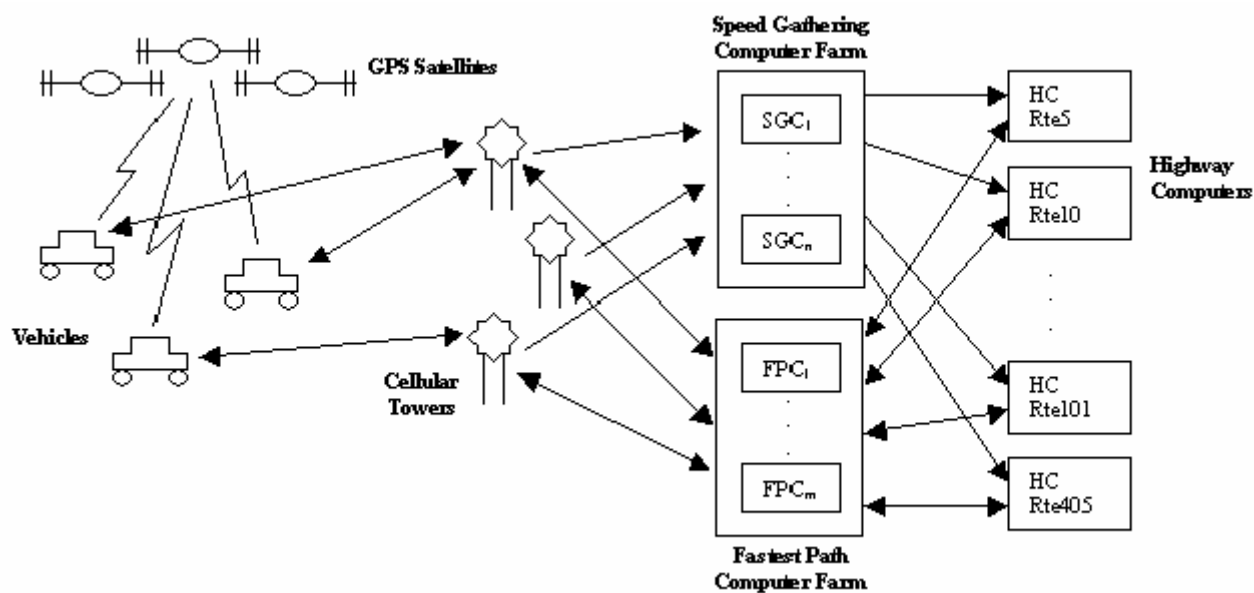 Speed Gathering
Computer Farm
GPS Satellites
SGC₁
SGCₙ
HC
Rte5
Highway
Computers
HC
Rte10
Vehicles
Cellular
Towers
FPC₁
FPCₘ
HC
Rte101
HC
Rte405
Fastest Path
Computer Farm